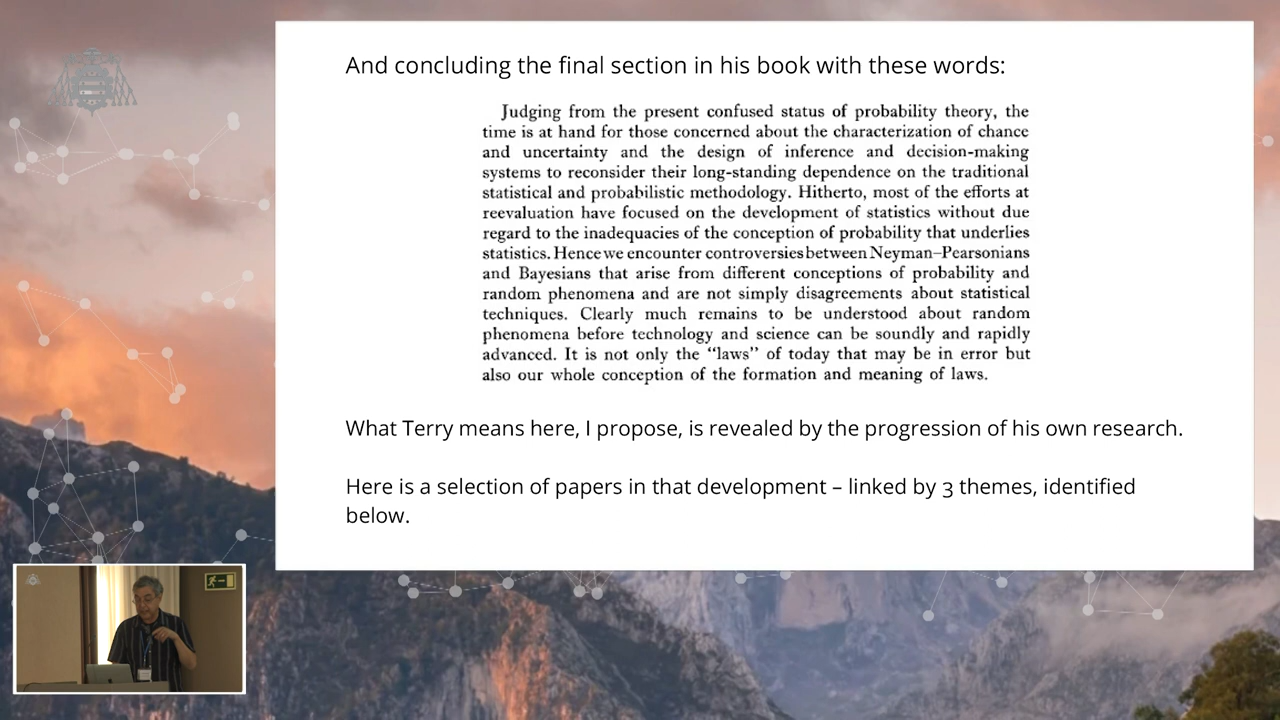 And concluding the final section in his book with these words:
Judging from the present confused status of probability theory, the
time is at hand for those concerned about the characterization of chance
and uncertainty and the design of inference and decision-making
systems to reconsider their long-standing dependence on the traditional
statistical and probabilistic methodology. Hitherto, most of the efforts at
reevaluation have focused on the development of statistics without due
regard to the inadequacies of the conception of probability that underlies
statistics. Hence we encounter controversies between Neyman–Pearsonians
and Bayesians that arise from different conceptions of probability and
random phenomena and are not simply disagreements about statistical
techniques. Clearly much remains to be understood about random
phenomena before technology and science can be soundly and rapidly
advanced. It is not only the “laws” of today that may be in error but
also our whole conception of the formation and meaning of laws.
What Terry means here, I propose, is revealed by the progression of his own research.
Here is a selection of papers in that development – linked by 3 themes, identified
below.